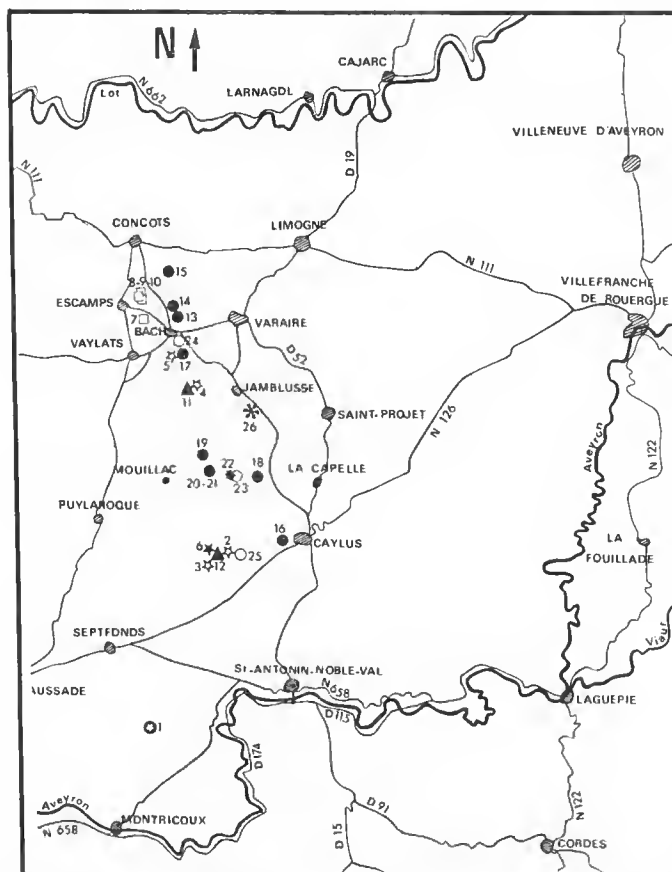 N
CAJARC
N 662
Lot
LARNAGOL
VILLENEUVE D'AVEYRON
D 19
N 111
CONCOTS
LIMOGNE
15
8-9-10
N 111
ESCAMPS
14
13
VILLEFRANCHE
DE ROUERGUE
7
BACH
VARAIRE
24
VAYLATS
5
17
D 52
4
11
JAMBLUSSE
26
SAINT-PROJET
N 126
Aveyron
N 122
19
MOUILLAC
22
18
LA CAPELLE
20-21
23
PUYLAROQUE
16
6
2
CAYLUS
25
LA
FOUILLADE
3
12
SEPTFONDS
Viaur
St. ANTONIN-NOBLE-VAL
N 658
AUSSADE
LAGUEPIE
D 115
1
D 174
Aveyron
N 122
MONTRICOUX
D 91
N 658
D 15
CORDES